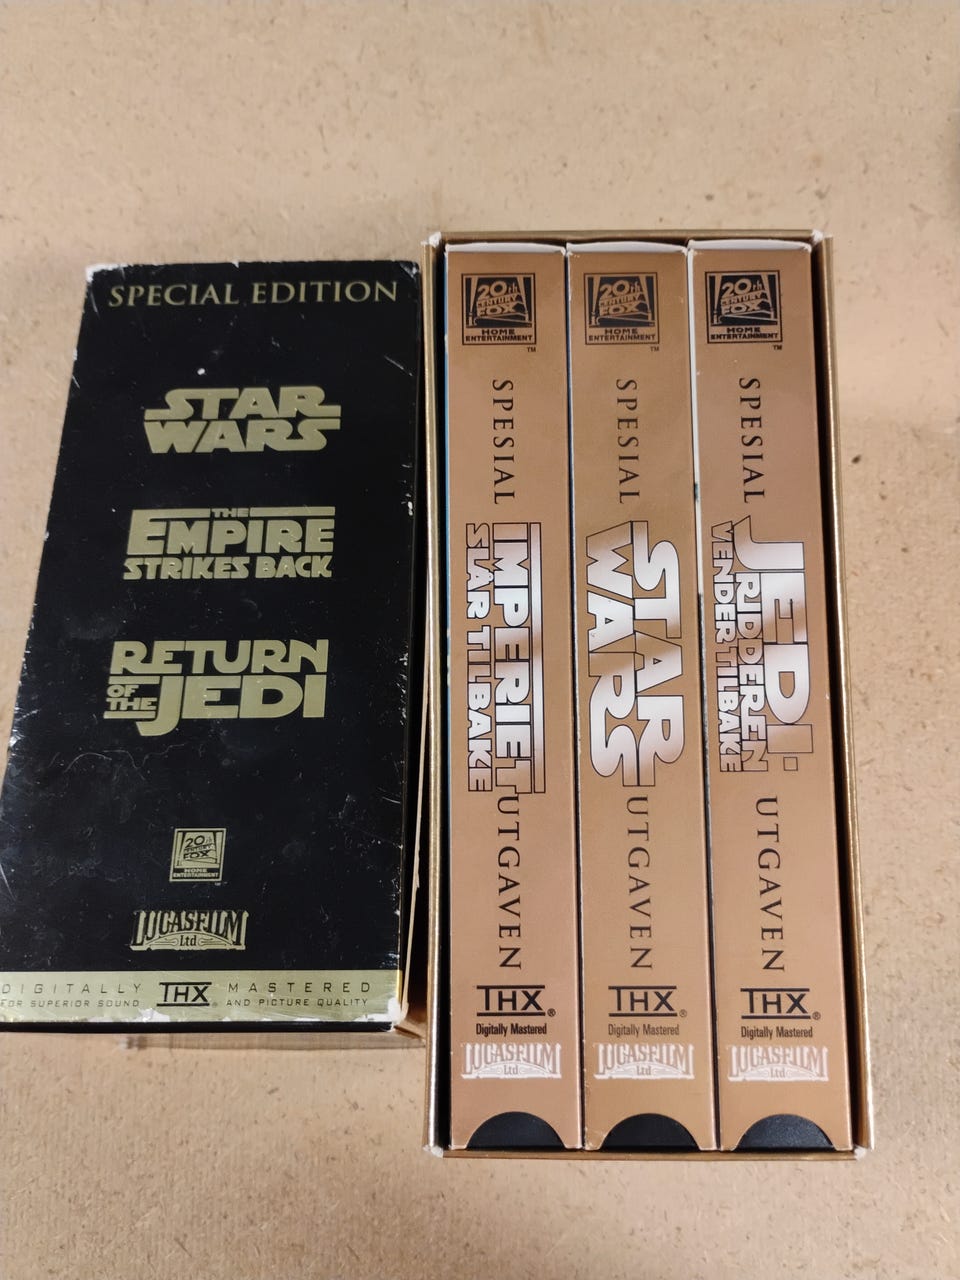 SPECIAL EDITION
STAR
WARS
THE
EMPIRE
STRIKES BACK
RETURN
OF THE JEDI
20th
CENTURY
FOX
HOME
ENTERTAINMENT
LUCASFILM
Ltd
DIGITALLY THX MASTERED
FOR SUPERIOR SOUND AND PICTURE QUALITY
20th
CENTURY
FOX
HOME
ENTERTAINMENT
TM
SPESIAL
IMPERIET
SLÅR TILBAKE
UTGAVEN
THX®
Digitally Mastered
LUCASFILM
Ltd
20th
CENTURY
FOX
HOME
ENTERTAINMENT
TM
SPESIAL
STAR
WARS
UTGAVEN
THX®
Digitally Mastered
LUCASFILM
Ltd
20th
CENTURY
FOX
HOME
ENTERTAINMENT
TM
SPESIAL
JEDI-
RIDDEREN
VENDER TILBAKE
UTGAVEN
THX®
Digitally Mastered
LUCASFILM
Ltd